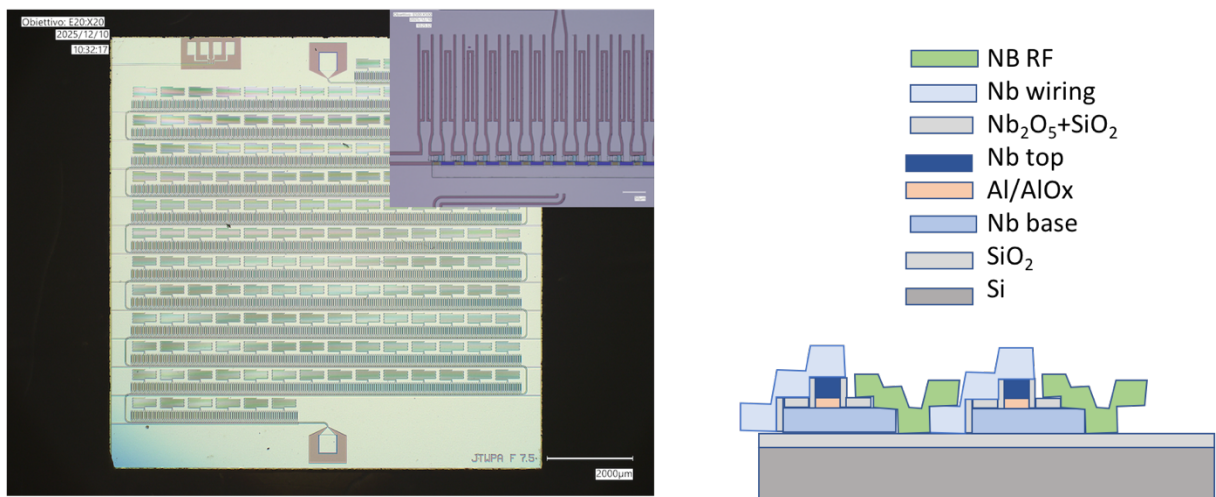 Obiettivo: E20:X20
2025/12/10
10:32:17
JTWPA F 7.5
2000µm
NB RF
Nb wiring
Nb₂O₅+SiO₂
Nb top
Al/AlOx
Nb base
SiO₂
Si